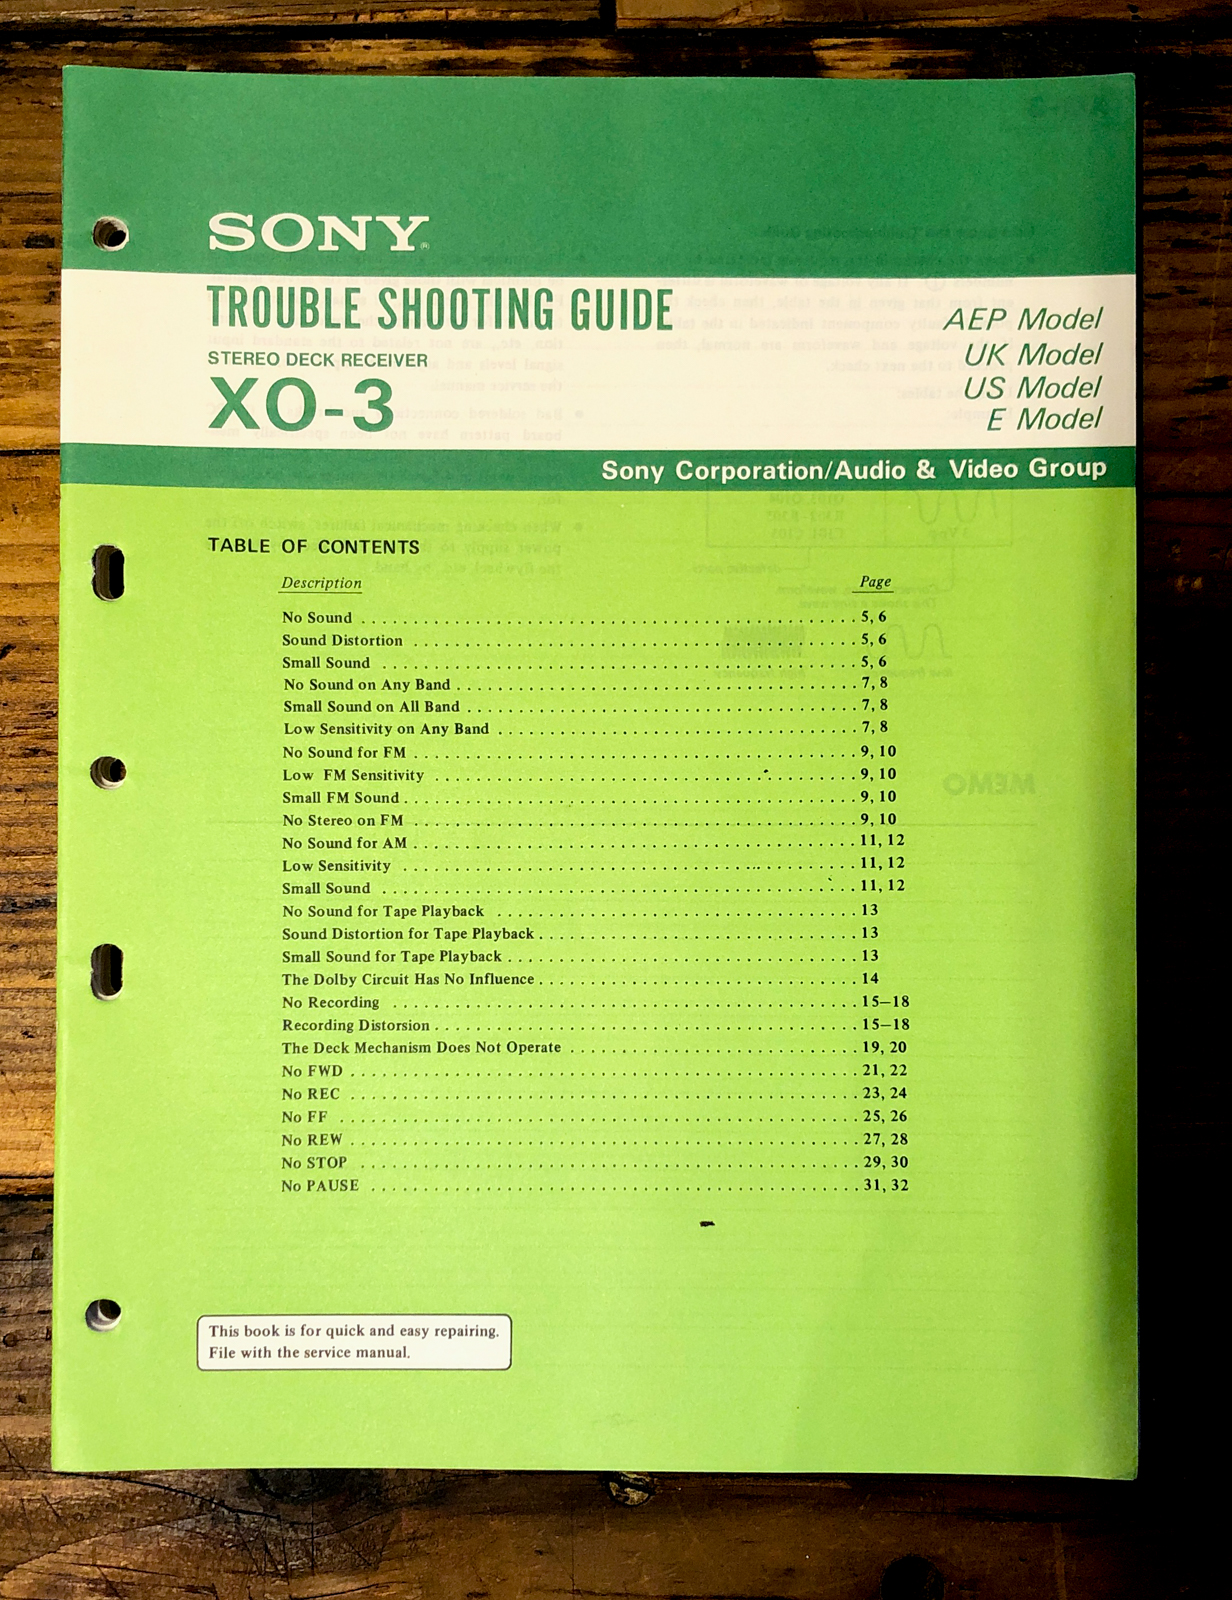 SONY®
TROUBLE SHOOTING GUIDE
STEREO DECK RECEIVER
XO-3
AEP Model
UK Model
US Model
E Model
Sony Corporation/Audio & Video Group
TABLE OF CONTENTS
Description Page
No Sound 5, 6
Sound Distortion 5, 6
Small Sound 5, 6
No Sound on Any Band 7, 8
Small Sound on All Band 7, 8
Low Sensitivity on Any Band 7, 8
No Sound for FM 9, 10
Low FM Sensitivity 9, 10
Small FM Sound 9, 10
No Stereo on FM 9, 10
No Sound for AM 11, 12
Low Sensitivity 11, 12
Small Sound 11, 12
No Sound for Tape Playback 13
Sound Distortion for Tape Playback 13
Small Sound for Tape Playback 13
The Dolby Circuit Has No Influence 14
No Recording 15–18
Recording Distorsion 15–18
The Deck Mechanism Does Not Operate 19, 20
No FWD 21, 22
No REC 23, 24
No FF 25, 26
No REW 27, 28
No STOP 29, 30
No PAUSE 31, 32
This book is for quick and easy repairing.
File with the service manual.